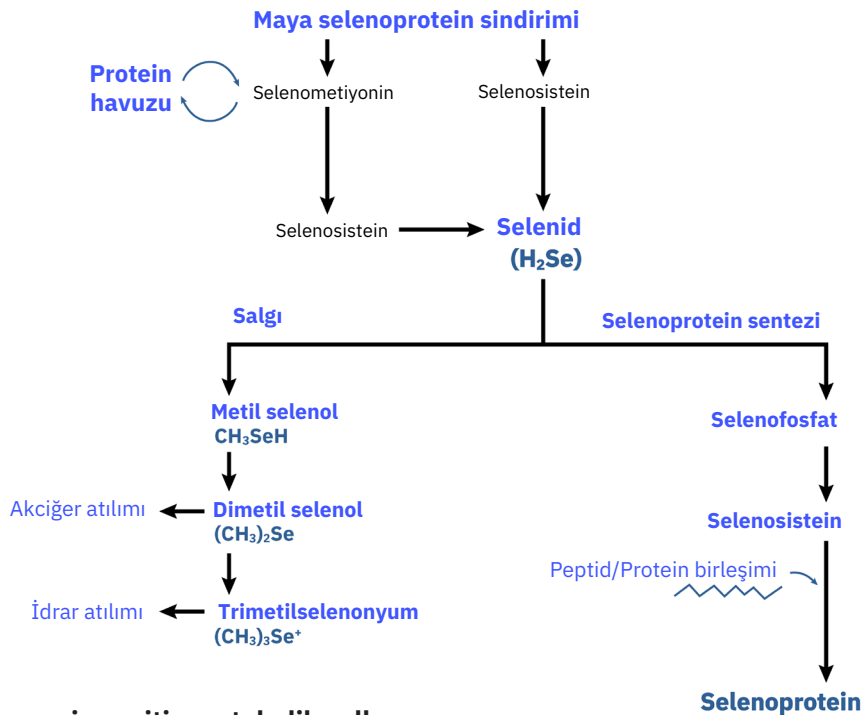 Maya selenoprotein sindirimi
Protein
havuzu
Selenometiyonin
Selenosistein
Selenosistein
Selenid
(H₂Se)
Salgı
Selenoprotein sentezi
Metil selenol
CH₃SeH
Selenofosfat
Akciğer atılımı
Dimetil selenol
(CH₃)₂Se
Selenosistein
Peptid/Protein birleşimi
İdrar atılımı
Trimetilselenonyum
(CH₃)₃Se⁺
Selenoprotein